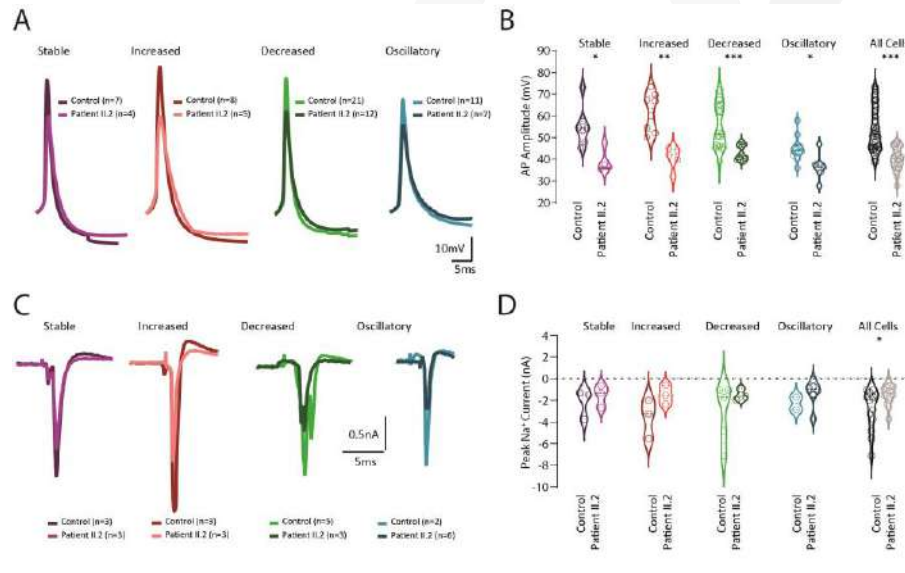 A
Stable
Increased
Decreased
Oscillatory
Control (n=7)
Patient II.2 (n=4)
Control (n=8)
Patient II.2 (n=5)
Control (n=21)
Patient II.2 (n=12)
Control (n=11)
Patient II.2 (n=7)
10mV
5ms
B
Stable
Increased
Decreased
Oscillatory
All Cell
*
**
***
*
***
AP Amplitude (mV)
90
80
70
60
50
40
30
20
Control
Patient II.2
Control
Patient II.2
Control
Patient II.2
Control
Patient II.2
Control
Patient II.2
C
Stable
Increased
Decreased
Oscillatory
0.5nA
5ms
Control (n=3)
Patient II.2 (n=3)
Control (n=3)
Patient II.2 (n=3)
Control (n=5)
Patient II.2 (n=3)
Control (n=2)
Patient II.2 (n=6)
D
Stable
Increased
Decreased
Oscillatory
All Cells
*
Peak Na⁺ Current (nA)
4
2
0
-2
-4
-6
-8
-10
Control
Patient II.2
Control
Patient II.2
Control
Patient II.2
Control
Patient II.2
Control
Patient II.2